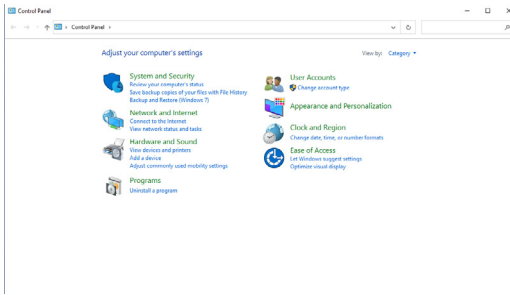 Control Panel
Control Panel
Adjust your computer's settings
View by: Category
System and Security
Review your computer's status
Save backup copies of your files with File History
Backup and Restore (Windows 7)
Network and Internet
Connect to the Internet
View network status and tasks
Hardware and Sound
View devices and printers
Add a device
Adjust commonly used mobility settings
Programs
Uninstall a program
User Accounts
Change account type
Appearance and Personalization
Clock and Region
Change date, time, or number formats
Ease of Access
Let Windows suggest settings
Optimize visual display